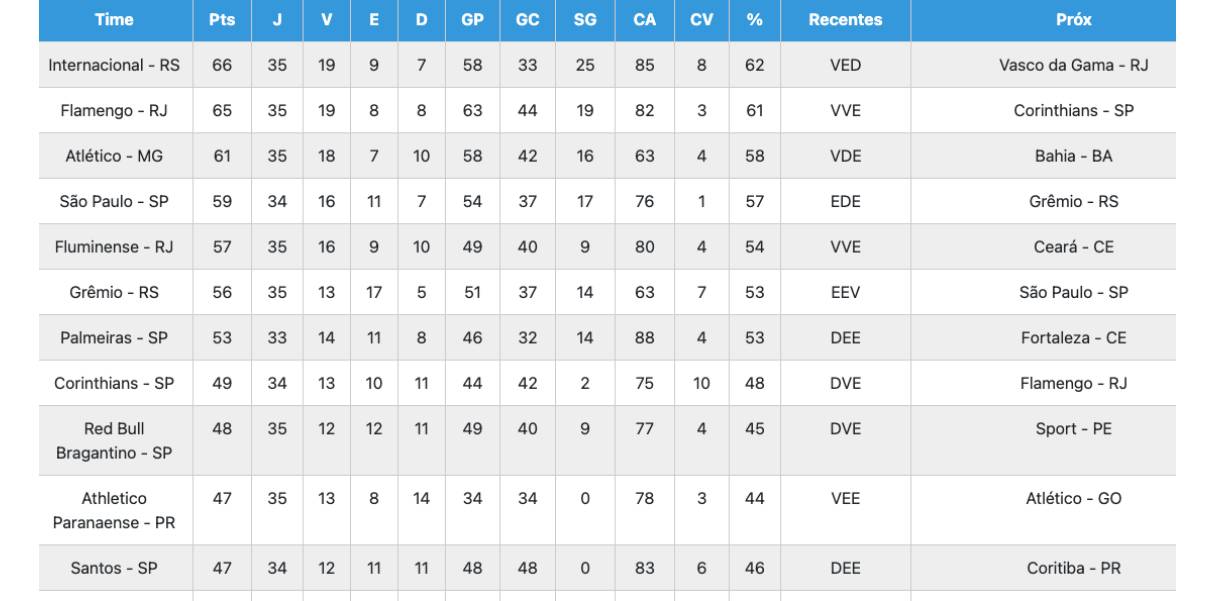 Time Pts J V E D GP GC SG CA CV % Recentes Próx
Internacional - RS 66 35 19 9 7 58 33 25 85 8 62 VED Vasco da Gama - RJ
Flamengo - RJ 65 35 19 8 8 63 44 19 82 3 61 VVE Corinthians - SP
Atlético - MG 61 35 18 7 10 58 42 16 63 4 58 VDE Bahia - BA
São Paulo - SP 59 34 16 11 7 54 37 17 76 1 57 EDE Grêmio - RS
Fluminense - RJ 57 35 16 9 10 49 40 9 80 4 54 VVE Ceará - CE
Grêmio - RS 56 35 13 17 5 51 37 14 63 7 53 EEV São Paulo - SP
Palmeiras - SP 53 33 14 11 8 46 32 14 88 4 53 DEE Fortaleza - CE
Corinthians - SP 49 34 13 10 11 44 42 2 75 10 48 DVE Flamengo - RJ
Red Bull 48 35 12 12 11 49 40 9 77 4 45 DVE Sport - PE
Bragantino - SP
Athletico 47 35 13 8 14 34 34 0 78 3 44 VEE Atlético - GO
Paranaense - PR
Santos - SP 47 34 12 11 11 48 48 0 83 6 46 DEE Coritiba - PR